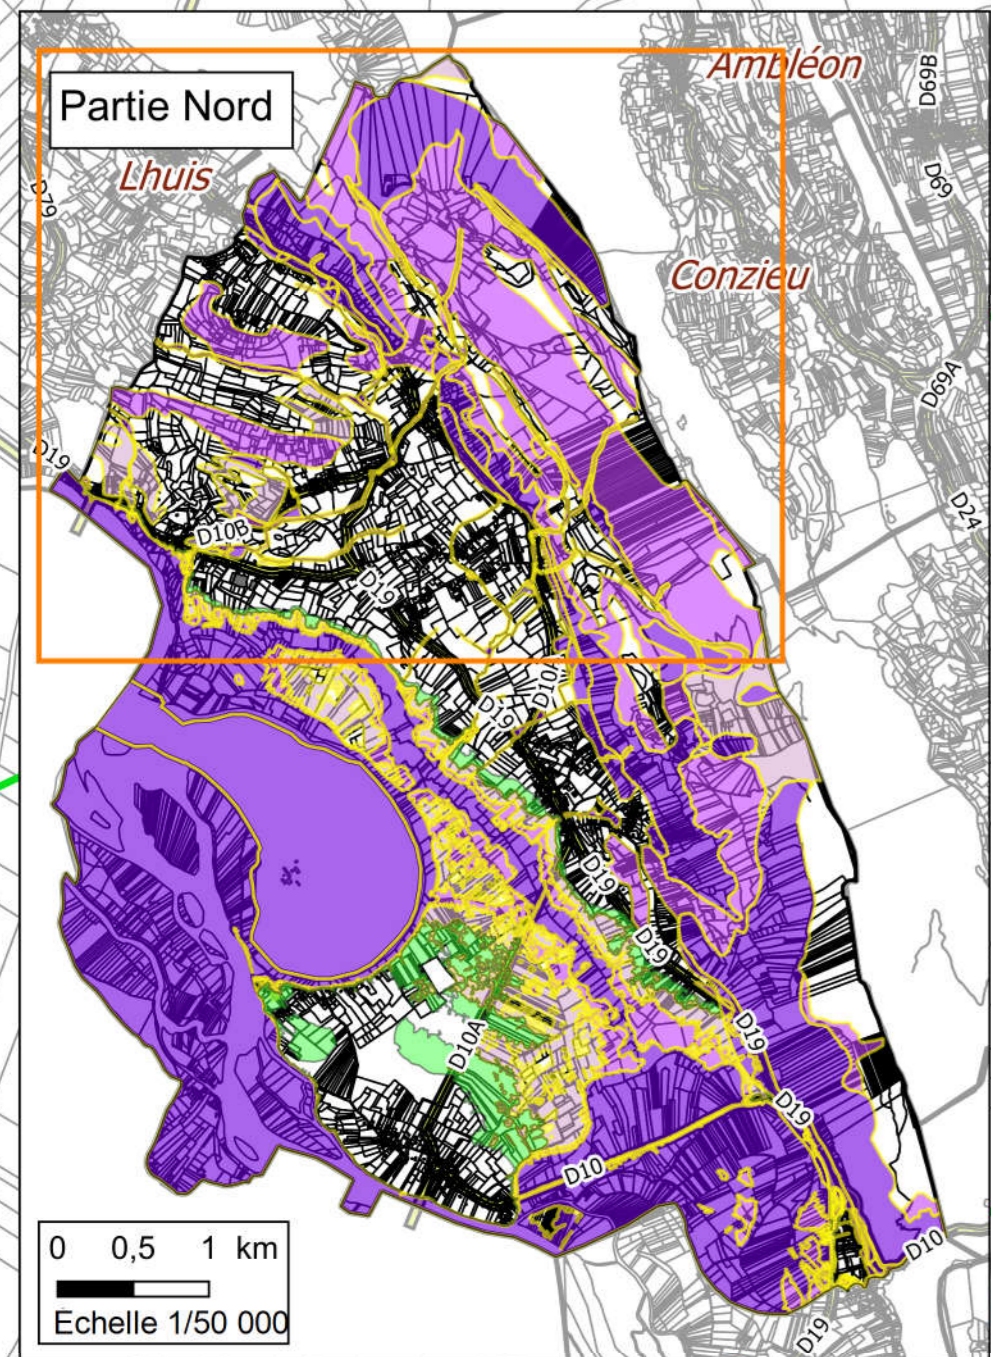 Ambléon
D69B
Partie Nord
Lhuis
D79
D69
Conzieu
D69A
D19
D24
D10B
D19
D10A
D19
D19
D19
D10A
D19
D19
D10
D10
D19
0 0,5 1 km
Echelle 1/50 000